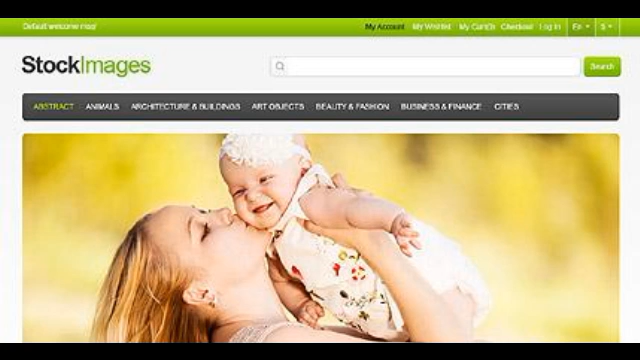 Default welcome msg! My Account My Wishlist My Cart(0) Checkout Log In En $
StockImages Search
ABSTRACT ANIMALS ARCHITECTURE & BUILDINGS ART OBJECTS BEAUTY & FASHION BUSINESS & FINANCE CITIES